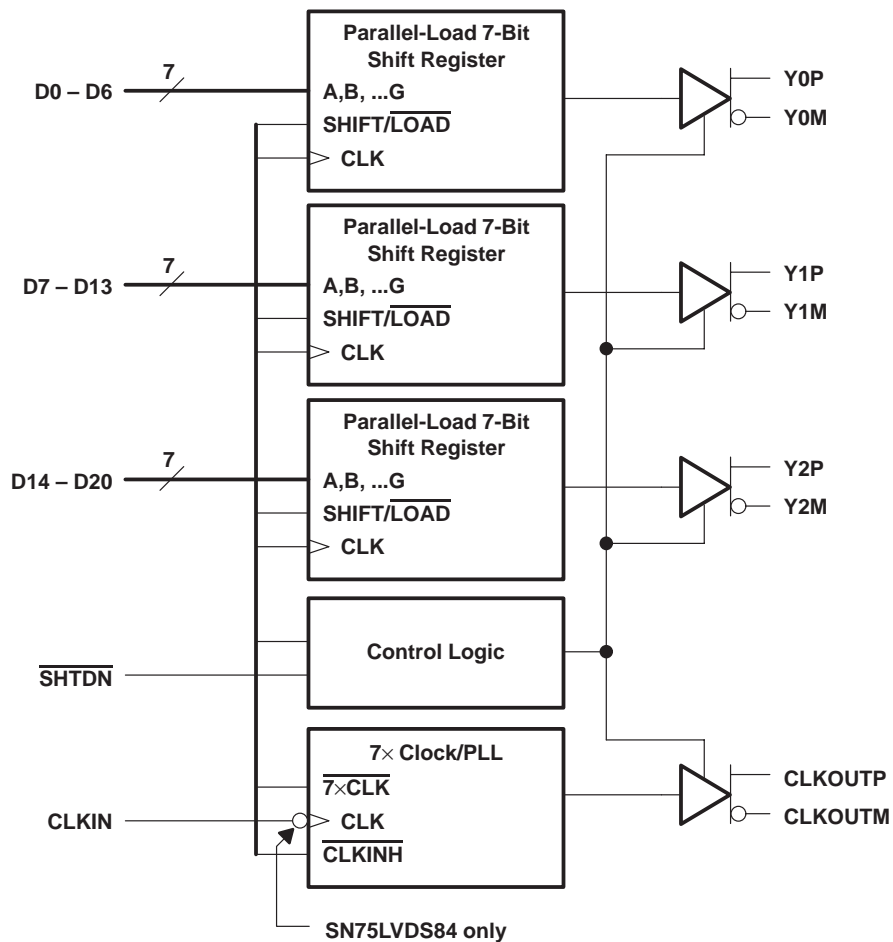 Parallel-Load 7-Bit
Shift Register
7
D0 – D6
A,B, ...G
SHIFT/LOAD
CLK
Y0P
Y0M
Parallel-Load 7-Bit
Shift Register
7
D7 – D13
A,B, ...G
SHIFT/LOAD
CLK
Y1P
Y1M
Parallel-Load 7-Bit
Shift Register
7
D14 – D20
A,B, ...G
SHIFT/LOAD
CLK
Y2P
Y2M
Control Logic
SHTDN
7× Clock/PLL
7×CLK
CLKIN
CLK
CLKINH
CLKOUTP
CLKOUTM
SN75LVDS84 only